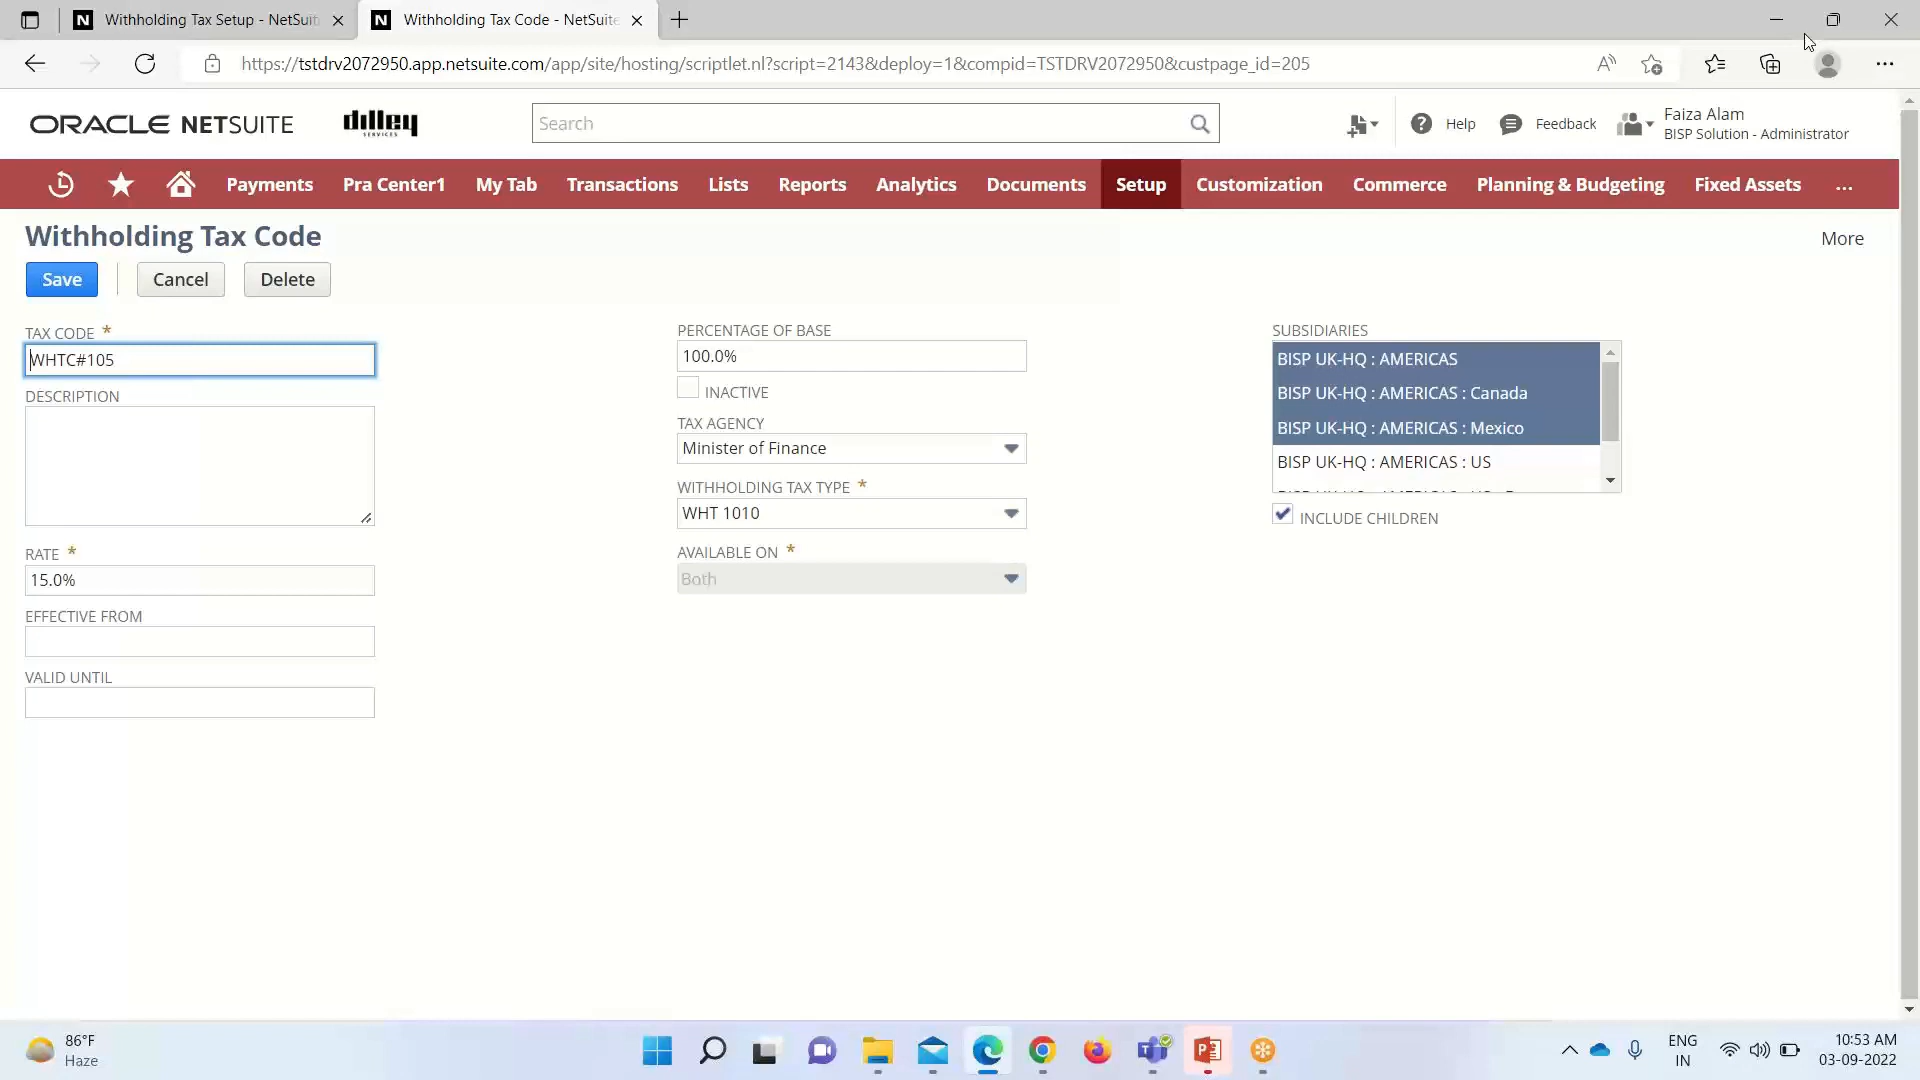 Withholding Tax Setup - NetSuit
Withholding Tax Code - NetSuite
https://tstdrv2072950.app.netsuite.com/app/site/hosting/scriptlet.nl?script=2143&deploy=1&compid=TSTDRV2072950&custpage_id=205
ORACLE NETSUITE
dilley
SERVICES
Search
Help
Feedback
Faiza Alam
BISP Solution - Administrator
Payments
Pra Center1
My Tab
Transactions
Lists
Reports
Analytics
Documents
Setup
Customization
Commerce
Planning & Budgeting
Fixed Assets
...
Withholding Tax Code
More
Save
Cancel
Delete
TAX CODE *
WHTC#105
DESCRIPTION
RATE *
15.0%
EFFECTIVE FROM
VALID UNTIL
PERCENTAGE OF BASE
100.0%
INACTIVE
TAX AGENCY
Minister of Finance
WITHHOLDING TAX TYPE *
WHT 1010
AVAILABLE ON *
Both
SUBSIDIARIES
BISP UK-HQ : AMERICAS
BISP UK-HQ : AMERICAS : Canada
BISP UK-HQ : AMERICAS : Mexico
BISP UK-HQ : AMERICAS : US
INCLUDE CHILDREN
86°F
Haze
ENG
IN
10:53 AM
03-09-2022